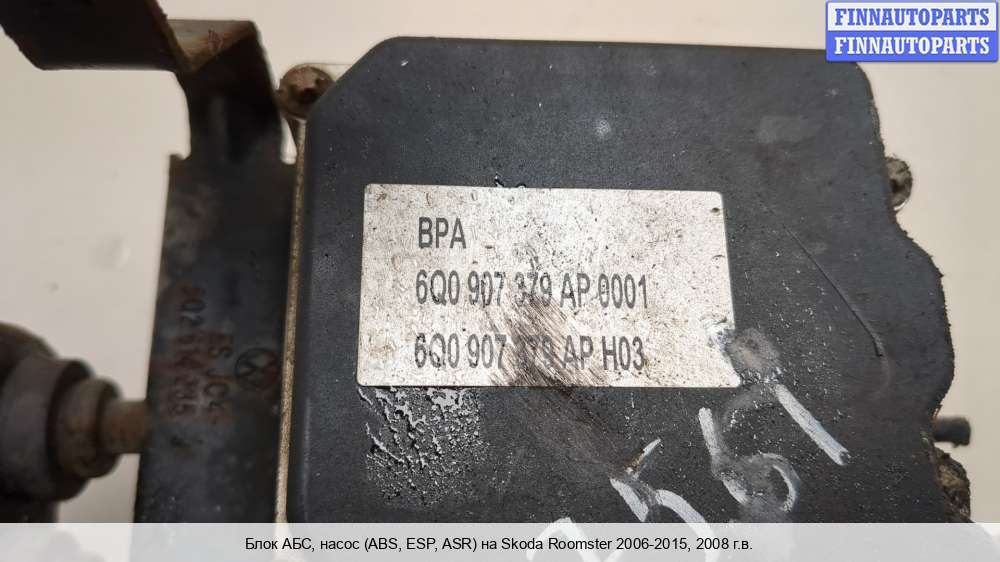 FINNAUTOPARTS
FINNAUTOPARTS
BPA
6Q0 907 379 AP 0001
6Q0 907 379 AP H03
Блок АБС, насос (ABS, ESP, ASR) на Skoda Roomster 2006-2015, 2008 г.в.